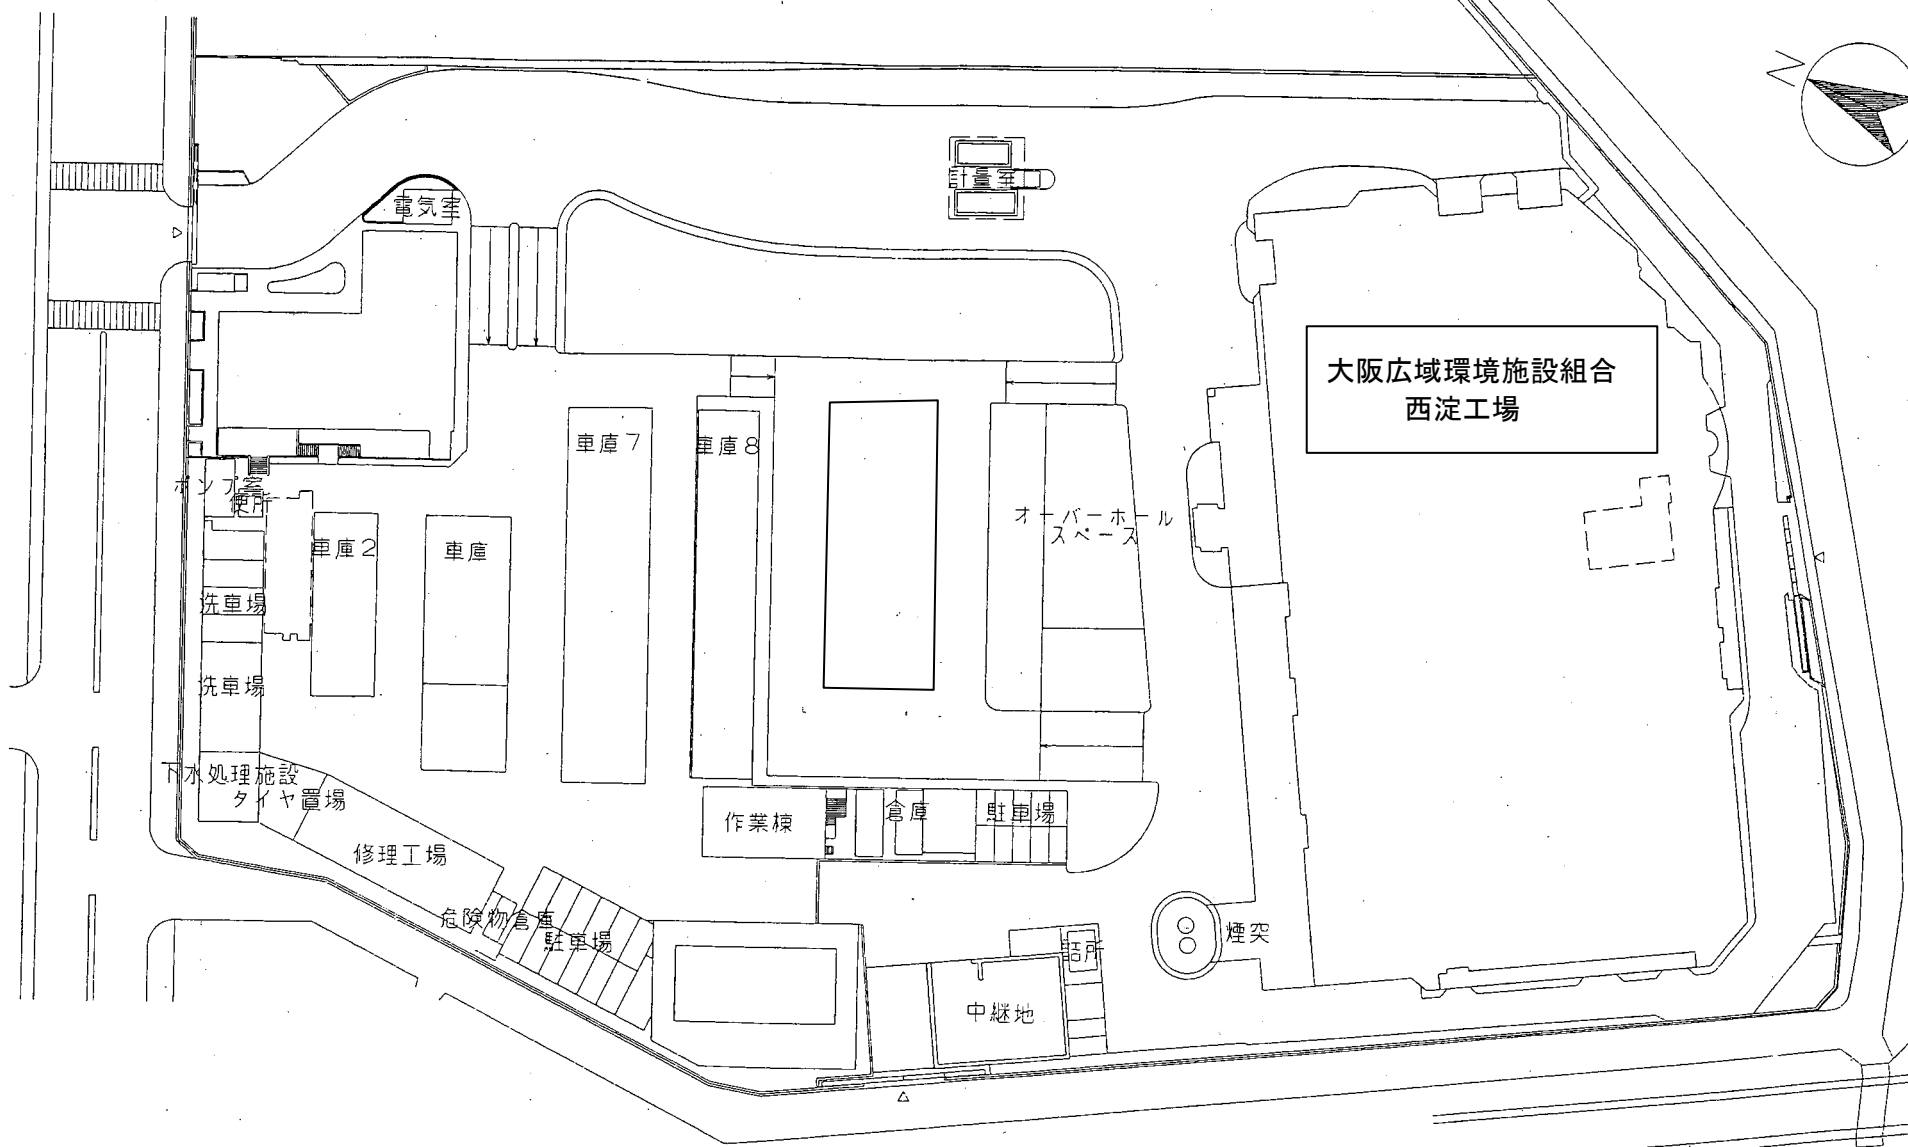 N
計量室
電気室
大阪広域環境施設組合
西淀工場
車庫7
車庫8
ポンプ室
便所
オーバーホール
スペース
車庫2
車庫
洗車場
洗車場
下水処理施設
タイヤ置場
作業棟
倉庫
駐車場
修理工場
危険物倉庫
駐車場
煙突
詰所
中継地